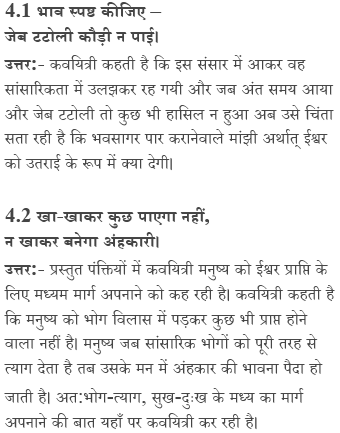 4.1 भाव स्पष्ट कीजिए –
जेब टटोली कौड़ी न पाई।
उत्तर:- कवयित्री कहती है कि इस संसार में आकर वह
सांसारिकता में उलझकर रह गयी और जब अंत समय आया
और जेब टटोली तो कुछ भी हासिल न हुआ अब उसे चिंता
सता रही है कि भवसागर पार करानेवाले मांझी अर्थात् ईश्वर
को उतराई के रूप में क्या देगी।
4.2 खा-खाकर कुछ पाएगा नहीं,
न खाकर बनेगा अंहकारी।
उत्तर:- प्रस्तुत पंक्तियों में कवयित्री मनुष्य को ईश्वर प्राप्ति के
लिए मध्यम मार्ग अपनाने को कह रही है। कवयित्री कहती है
कि मनुष्य को भोग विलास में पड़कर कुछ भी प्राप्त होने
वाला नहीं है। मनुष्य जब सांसारिक भोगों को पूरी तरह से
त्याग देता है तब उसके मन में अंहकार की भावना पैदा हो
जाती है। अत:भोग-त्याग, सुख-दुःख के मध्य का मार्ग
अपनाने की बात यहाँ पर कवयित्री कर रही है।